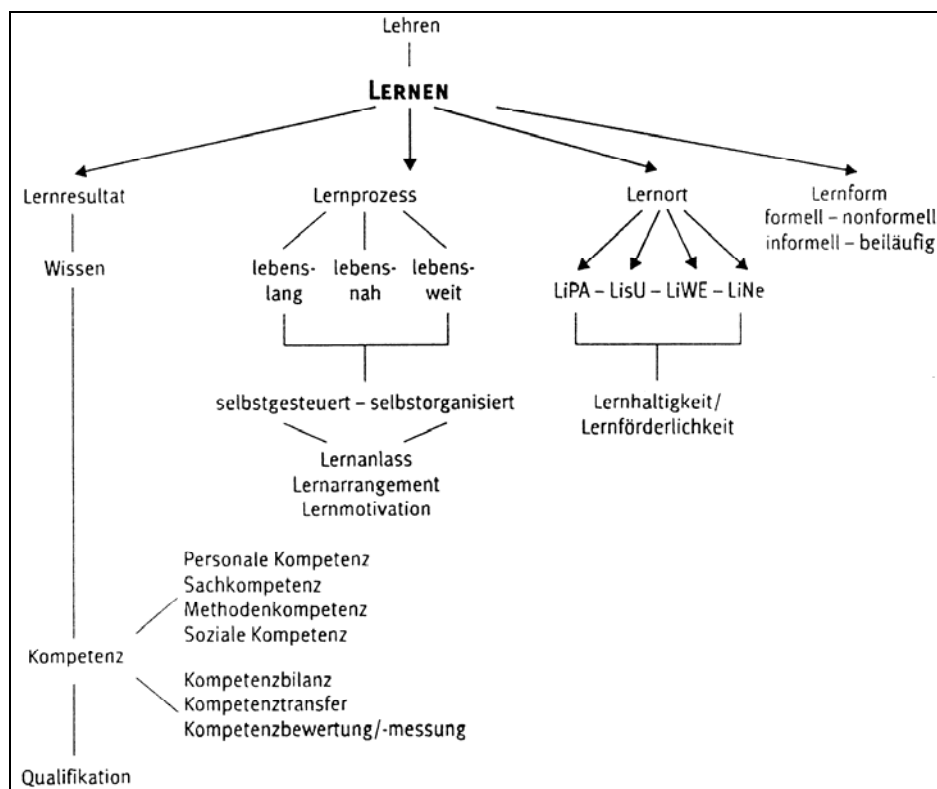 Lehren
LERNEN
Lernresultat
Lernprozess
Lernort
Lernform
formell – nonformell
informell – beiläufig
Wissen
lebens-
lang
lebens-
nah
lebens-
weit
LiPA – LisU – LiWE – LiNe
selbstgesteuert – selbstorganisiert
Lernhaltigkeit/
Lernförderlichkeit
Lernanlass
Lernarrangement
Lernmotivation
Personale Kompetenz
Sachkompetenz
Methodenkompetenz
Soziale Kompetenz
Kompetenz
Kompetenzbilanz
Kompetenztransfer
Kompetenzbewertung/-messung
Qualifikation